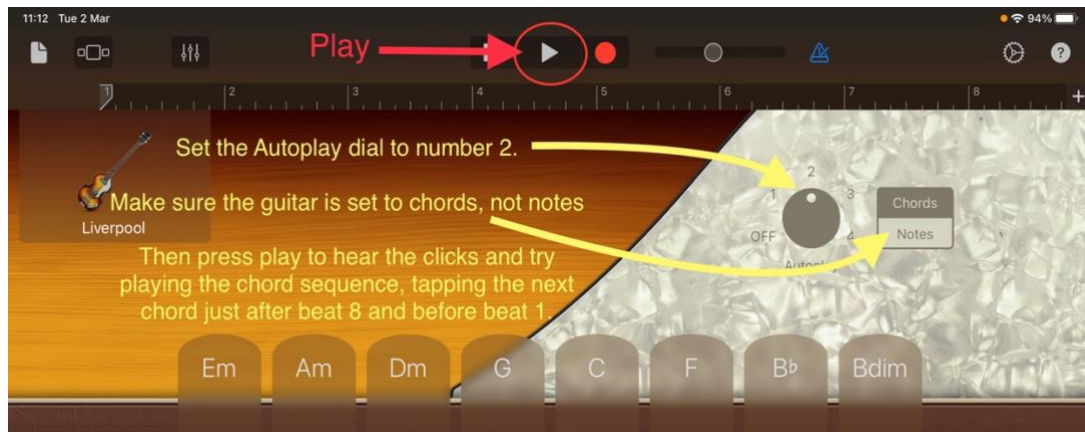 11:12 Tue 2 Mar
94%
Play
1 2 3 4 5 6 7 8
Set the Autoplay dial to number 2.
2
1
3
Make sure the guitar is set to chords, not notes
Chords
Liverpool
OFF
4
Notes
Then press play to hear the clicks and try
playing the chord sequence, tapping the next
chord just after beat 8 and before beat 1.
Autoplay
Em Am Dm G C F B♭ Bdim